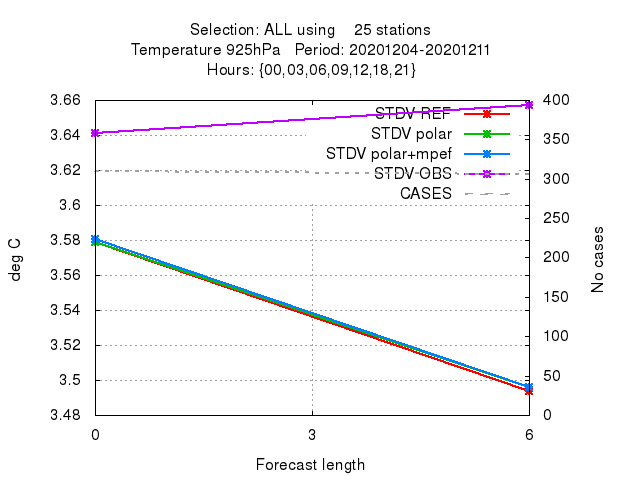 Selection: ALL using    25 stations
Temperature 925hPa   Period: 20201204-20201211
Hours: {00,03,06,09,12,18,21}
3.66
3.64
3.62
3.6
3.58
3.56
3.54
3.52
3.5
3.48
400
350
300
250
200
150
100
50
0
STDV REF
STDV polar
STDV polar+mpef
STDV OBS
CASES
deg C
No cases
0 3 6
Forecast length